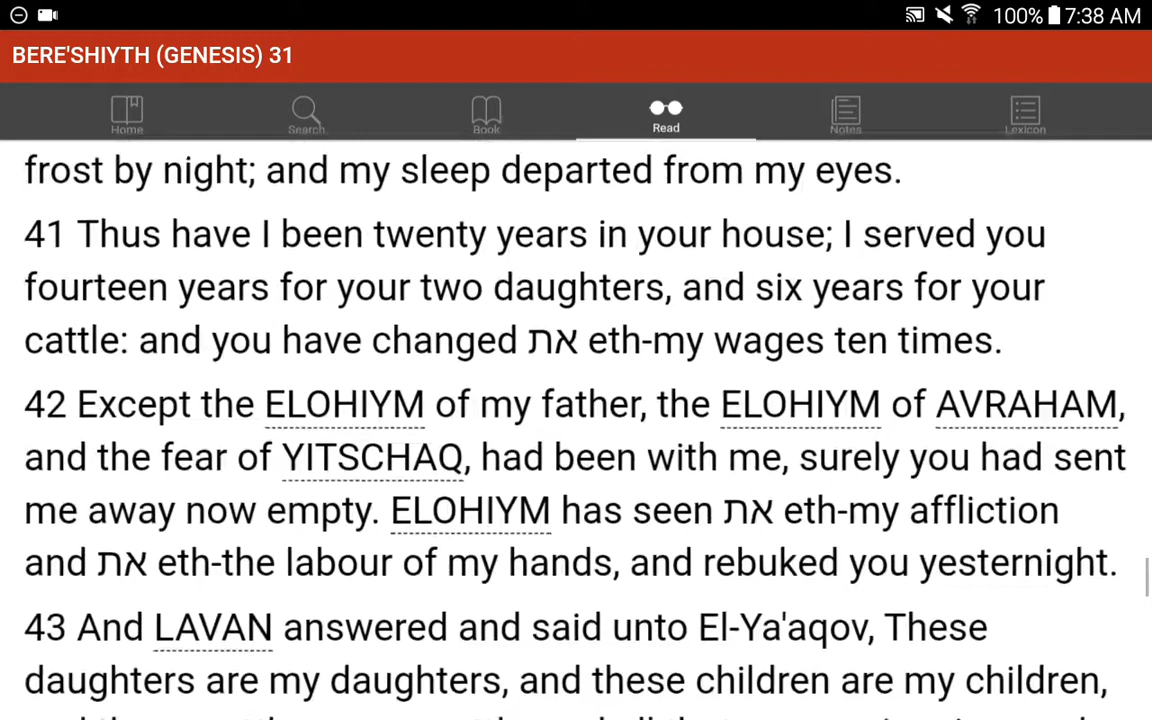 100% 7:38 AM
BERE'SHIYTH (GENESIS) 31
Home Search Book Read Notes Lexicon
frost by night; and my sleep departed from my eyes.
41 Thus have I been twenty years in your house; I served you
fourteen years for your two daughters, and six years for your
cattle: and you have changed את eth-my wages ten times.
42 Except the ELOHIYM of my father, the ELOHIYM of AVRAHAM,
and the fear of YITSCHAQ, had been with me, surely you had sent
me away now empty. ELOHIYM has seen את eth-my affliction
and את eth-the labour of my hands, and rebuked you yesternight.
43 And LAVAN answered and said unto El-Ya'aqov, These
daughters are my daughters, and these children are my children,